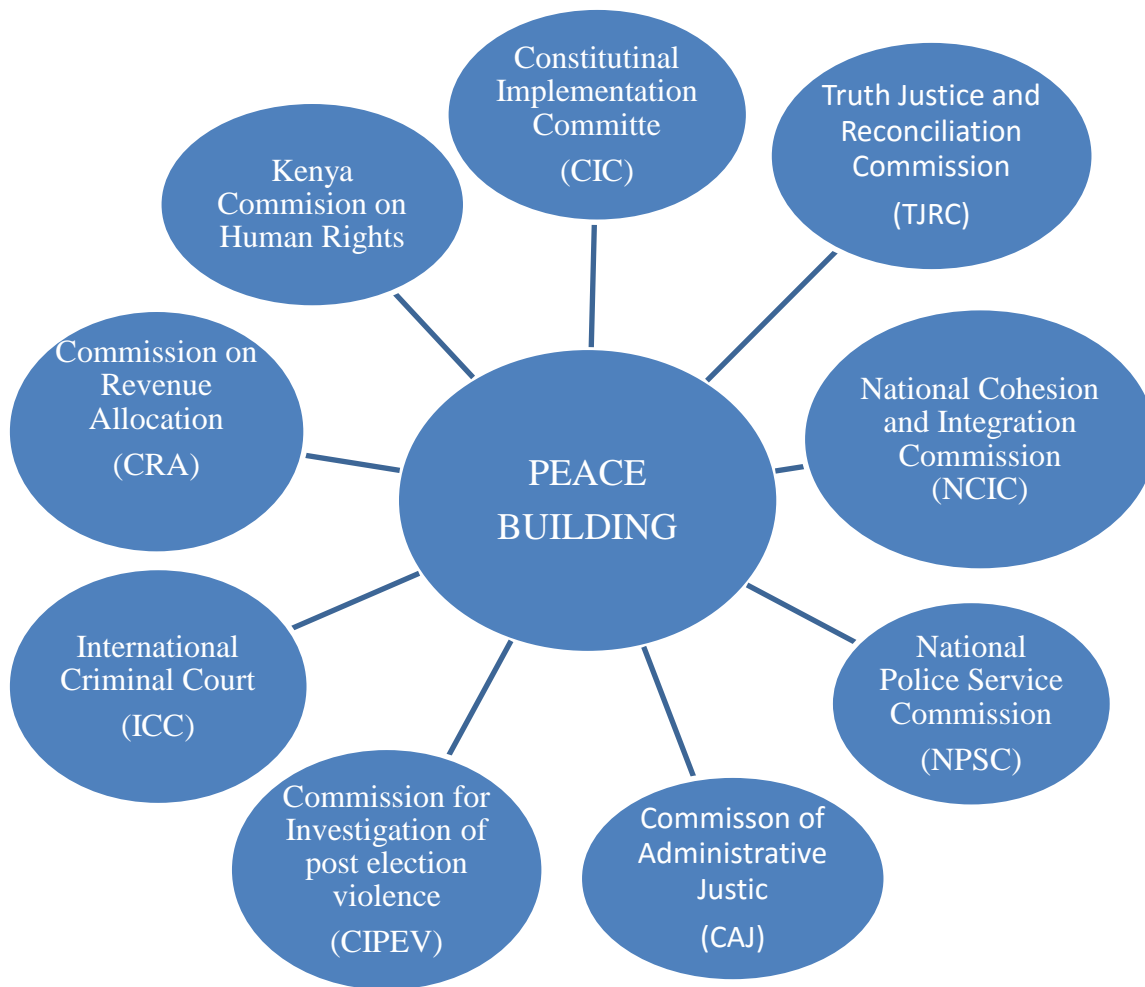 Constitutinal
Implementation
Committe
(CIC)
Truth Justice and
Reconciliation
Commission
(TJRC)
Kenya
Commision on
Human Rights
Commission on
Revenue
Allocation
(CRA)
National Cohesion
and Integration
Commission
(NCIC)
PEACE
BUILDING
International
Criminal Court
(ICC)
National
Police Service
Commission
(NPSC)
Commission for
Investigation of
post election
violence
(CIPEV)
Commisson of
Administrative
Justic
(CAJ)